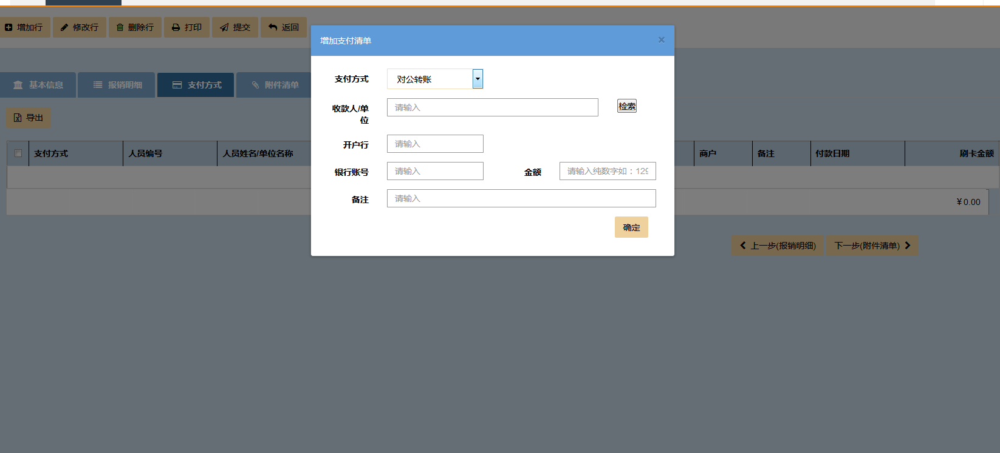 增加行 修改行 删除行 打印 提交 返回
增加支付清单 ×
支付方式 对公转账
基本信息 报销明细 支付方式 附件清单
收款人/单位 请输入 检索
导出
开户行 请输入
支付方式 人员编号 人员姓名/单位名称 商户 备注 付款日期 刷卡金额
银行账号 请输入 金额 请输入纯数字如：129
备注 请输入
¥0.00
确定
上一步(报销明细) 下一步(附件清单)